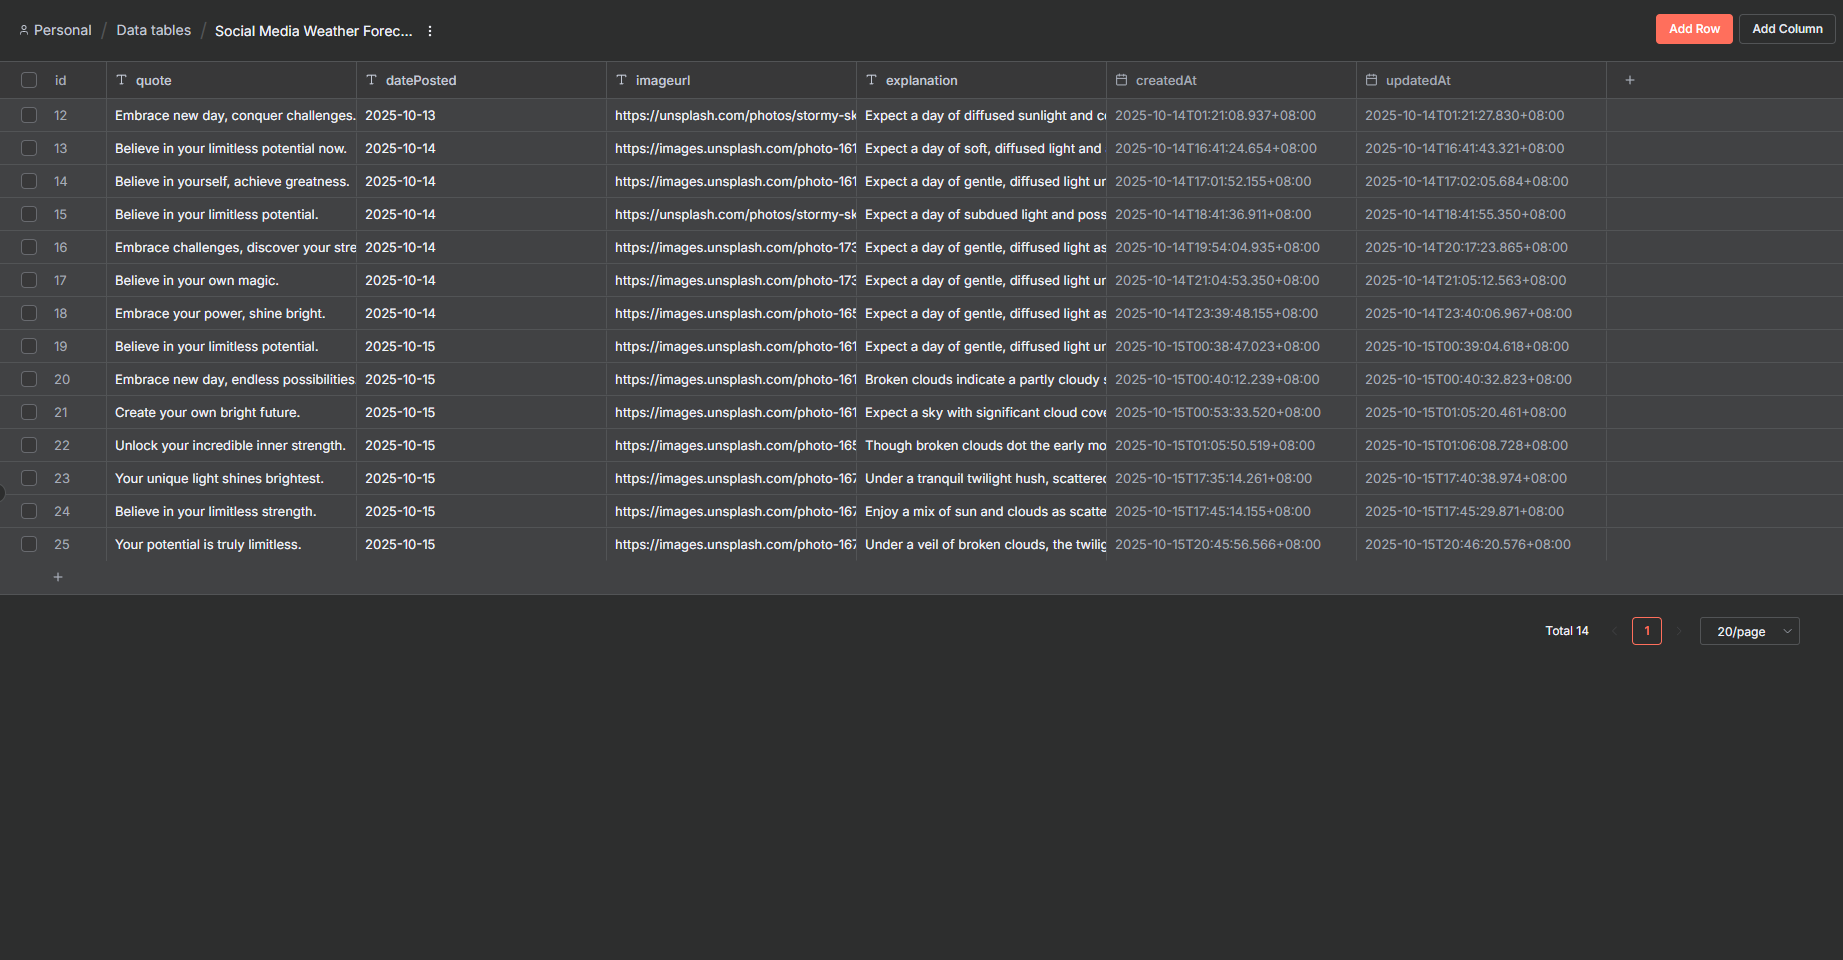 Personal / Data tables / Social Media Weather Forec...
Add Row Add Column
id quote datePosted imageurl explanation createdAt updatedAt
12 Embrace new day, conquer challenges. 2025-10-13 https://unsplash.com/photos/stormy-sk Expect a day of diffused sunlight and c 2025-10-14T01:21:08.937+08:00 2025-10-14T01:21:27.830+08:00
13 Believe in your limitless potential now. 2025-10-14 https://images.unsplash.com/photo-161 Expect a day of soft, diffused light and 2025-10-14T16:41:24.654+08:00 2025-10-14T16:41:43.321+08:00
14 Believe in yourself, achieve greatness. 2025-10-14 https://images.unsplash.com/photo-161 Expect a day of gentle, diffused light ur 2025-10-14T17:01:52.155+08:00 2025-10-14T17:02:05.684+08:00
15 Believe in your limitless potential. 2025-10-14 https://unsplash.com/photos/stormy-sk Expect a day of subdued light and poss 2025-10-14T18:41:36.911+08:00 2025-10-14T18:41:55.350+08:00
16 Embrace challenges, discover your stre 2025-10-14 https://images.unsplash.com/photo-173 Expect a day of gentle, diffused light as 2025-10-14T19:54:04.935+08:00 2025-10-14T20:17:23.865+08:00
17 Believe in your own magic. 2025-10-14 https://images.unsplash.com/photo-173 Expect a day of gentle, diffused light ur 2025-10-14T21:04:53.350+08:00 2025-10-14T21:05:12.563+08:00
18 Embrace your power, shine bright. 2025-10-14 https://images.unsplash.com/photo-165 Expect a day of gentle, diffused light as 2025-10-14T23:39:48.155+08:00 2025-10-14T23:40:06.967+08:00
19 Believe in your limitless potential. 2025-10-15 https://images.unsplash.com/photo-161 Expect a day of gentle, diffused light ur 2025-10-15T00:38:47.023+08:00 2025-10-15T00:39:04.618+08:00
20 Embrace new day, endless possibilities. 2025-10-15 https://images.unsplash.com/photo-161 Broken clouds indicate a partly cloudy s 2025-10-15T00:40:12.239+08:00 2025-10-15T00:40:32.823+08:00
21 Create your own bright future. 2025-10-15 https://images.unsplash.com/photo-161 Expect a sky with significant cloud cove 2025-10-15T00:53:33.520+08:00 2025-10-15T01:05:20.461+08:00
22 Unlock your incredible inner strength. 2025-10-15 https://images.unsplash.com/photo-165 Though broken clouds dot the early mo 2025-10-15T01:05:50.519+08:00 2025-10-15T01:06:08.728+08:00
23 Your unique light shines brightest. 2025-10-15 https://images.unsplash.com/photo-167 Under a tranquil twilight hush, scattered 2025-10-15T17:35:14.261+08:00 2025-10-15T17:40:38.974+08:00
24 Believe in your limitless strength. 2025-10-15 https://images.unsplash.com/photo-167 Enjoy a mix of sun and clouds as scatte 2025-10-15T17:45:14.155+08:00 2025-10-15T17:45:29.871+08:00
25 Your potential is truly limitless. 2025-10-15 https://images.unsplash.com/photo-167 Under a veil of broken clouds, the twilig 2025-10-15T20:45:56.566+08:00 2025-10-15T20:46:20.576+08:00
Total 14 1 20/page